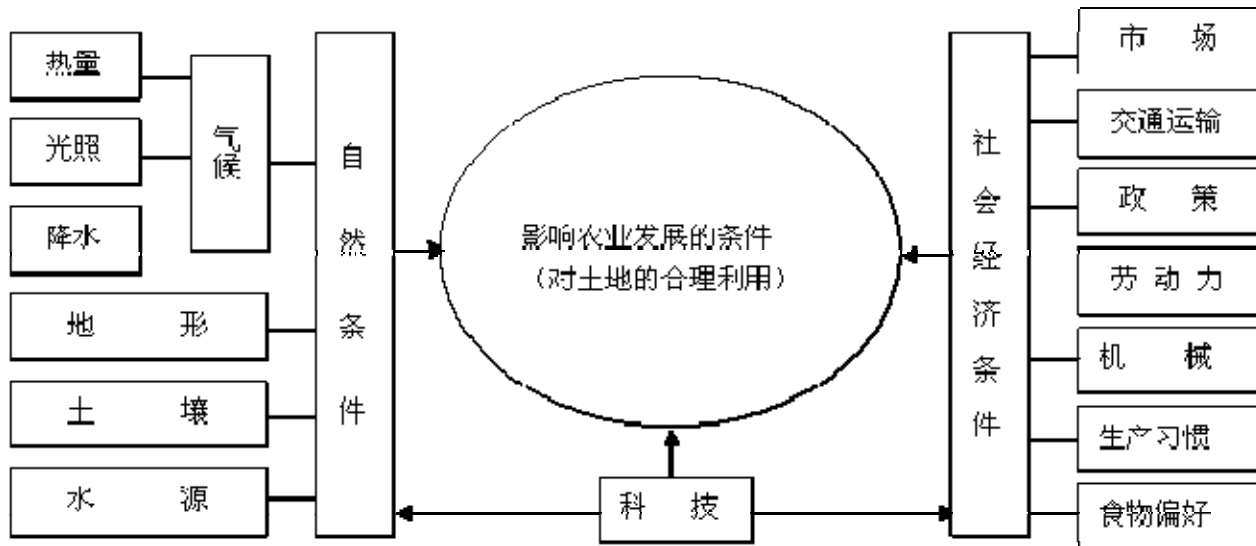 热量
光照
降水
气候
地形
土壤
水源
自然条件
影响农业发展的条件
（对土地的合理利用）
科技
社会经济条件
市场
交通运输
政策
劳动力
机械
生产习惯
食物偏好